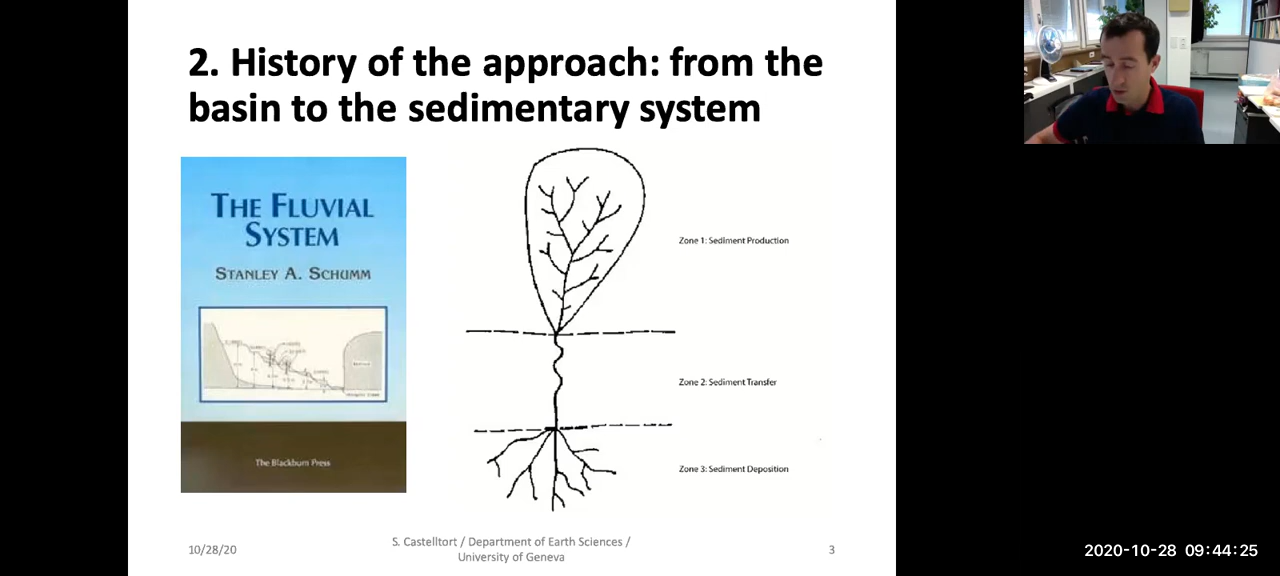 2. History of the approach: from the
basin to the sedimentary system
THE FLUVIAL
SYSTEM
STANLEY A. SCHUMM
The Blackburn Press
Zone 1: Sediment Production
Zone 2: Sediment Transfer
Zone 3: Sediment Deposition
10/28/20
S. Castelltort / Department of Earth Sciences /
University of Geneva
3
2020-10-28 09:44:25